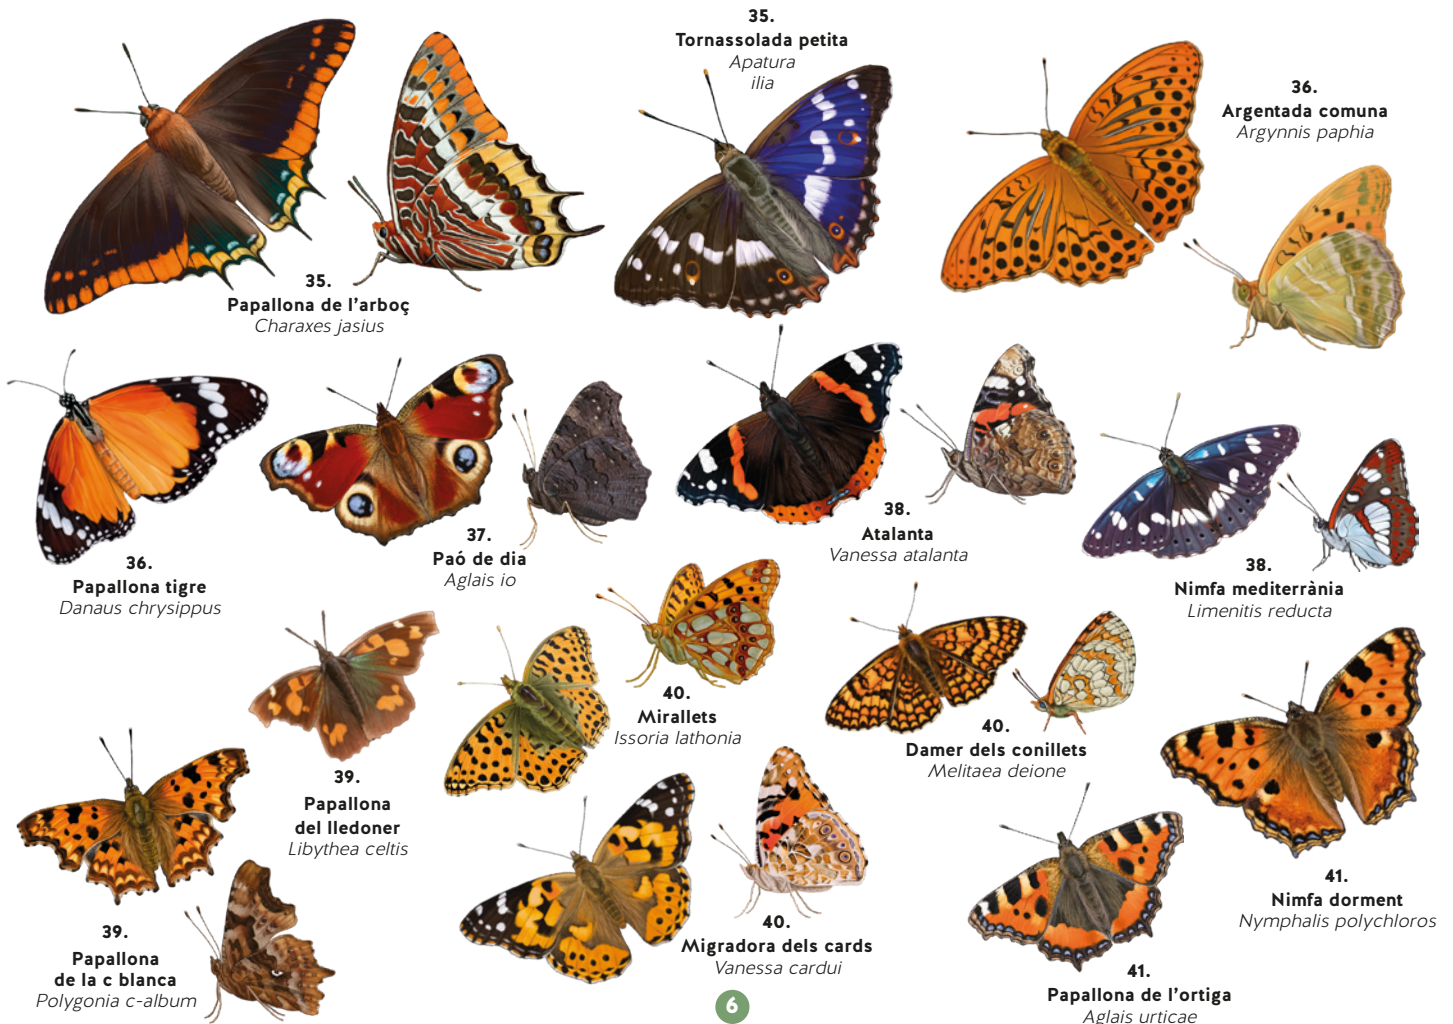 35.
Tornassolada petita
Apatura
ilia
36.
Argentada comuna
Argynnis paphia
35.
Papallona de l'arboç
Charaxes jasius
36.
Papallona tigre
Danaus chrysippus
37.
Paó de dia
Aglais io
38.
Atalanta
Vanessa atalanta
38.
Nimfa mediterrània
Limenitis reducta
39.
Papallona
del lledoner
Libythea celtis
40.
Mirallets
Issoria lathonia
40.
Damer dels conillets
Melitaea deione
39.
Papallona
de la c blanca
Polygonia c-album
40.
Migradora dels cards
Vanessa cardui
41.
Nimfa dorment
Nymphalis polychloros
41.
Papallona de l'ortiga
Aglais urticae
6